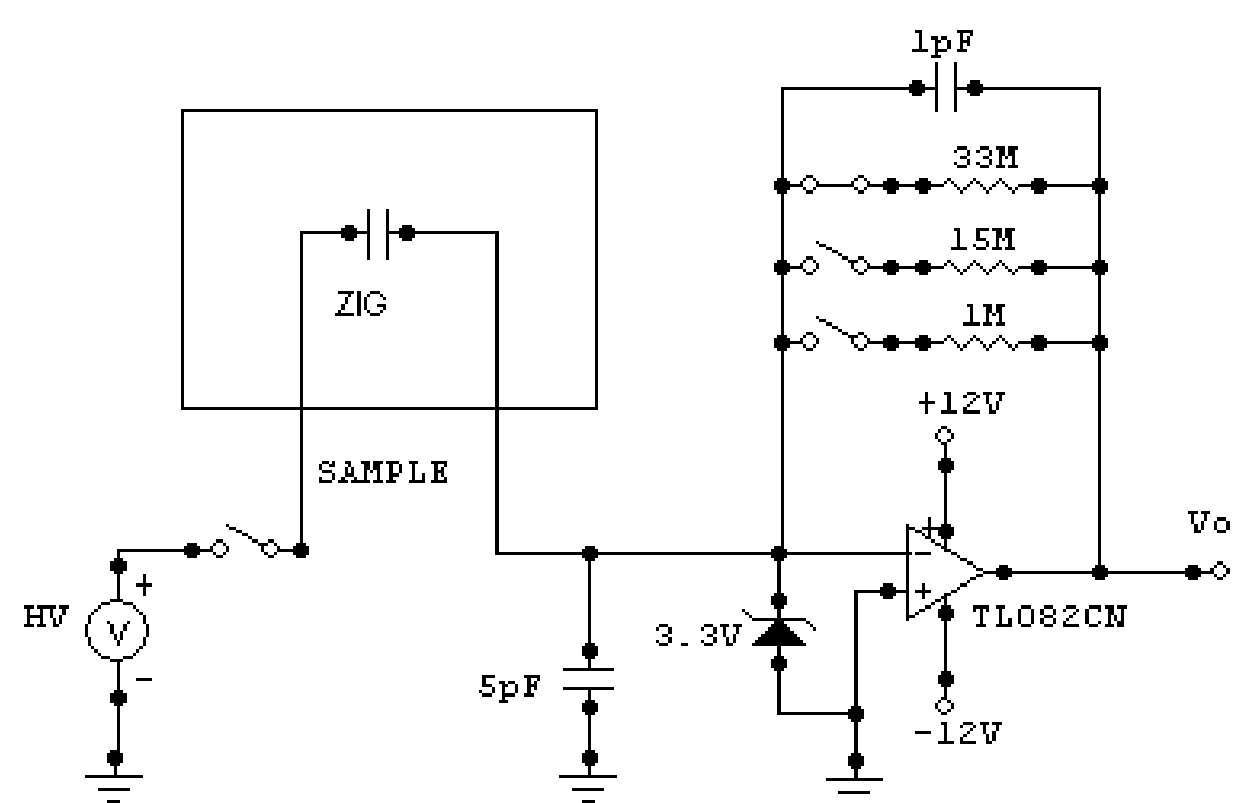 1pF
33M
15M
ZIG
1M
+12V
SAMPLE
Vo
+
-
+
HV
V
+
-
TL082CN
3.3V
5pF
-12V